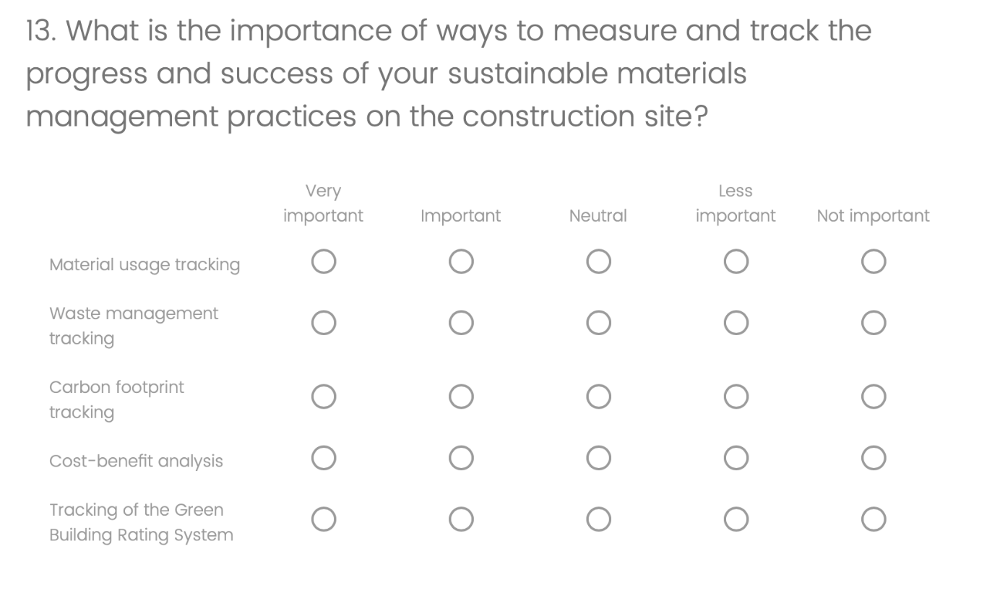 13. What is the importance of ways to measure and track the
progress and success of your sustainable materials
management practices on the construction site?
Very
important
Important
Neutral
Less
important
Not important
Material usage tracking
Waste management
tracking
Carbon footprint
tracking
Cost-benefit analysis
Tracking of the Green
Building Rating System